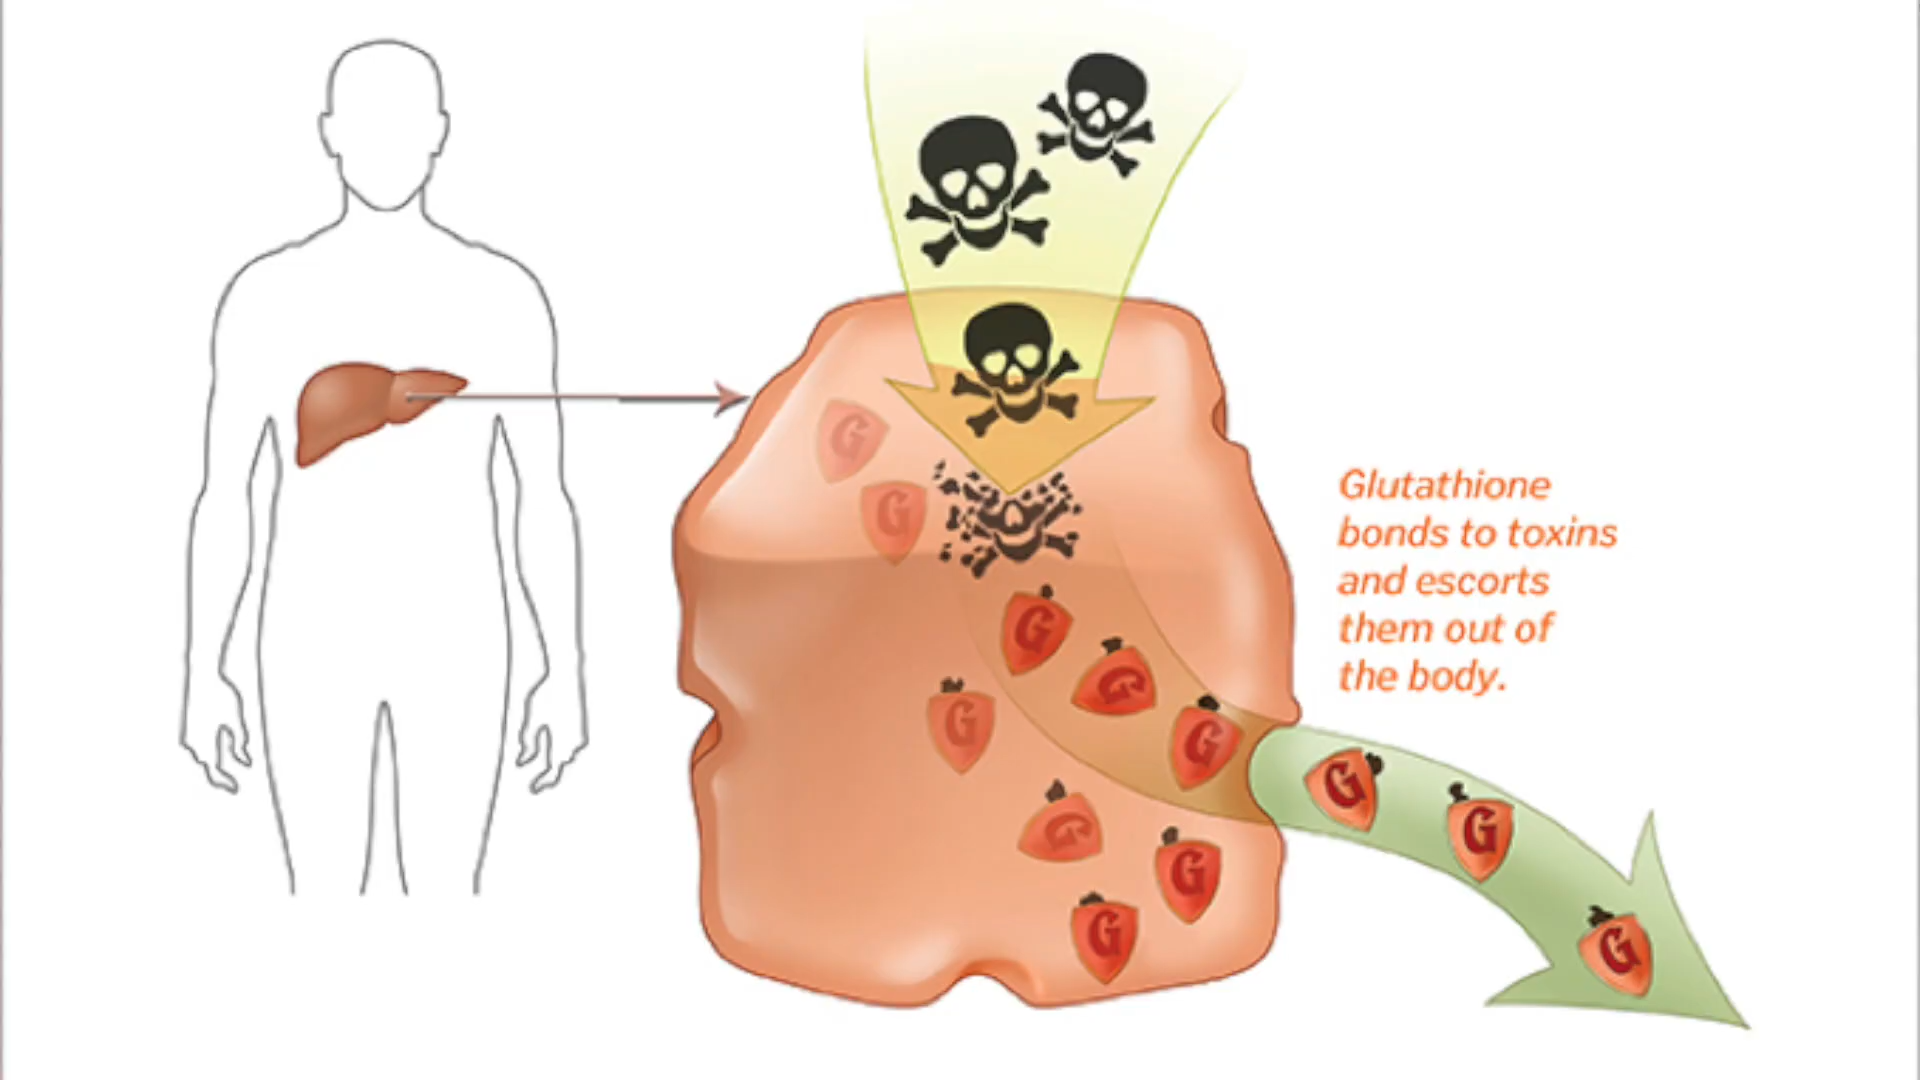 Glutathione
bonds to toxins
and escorts
them out of
the body.
G
G
G
G
G
G
G
G
G
G
G
G